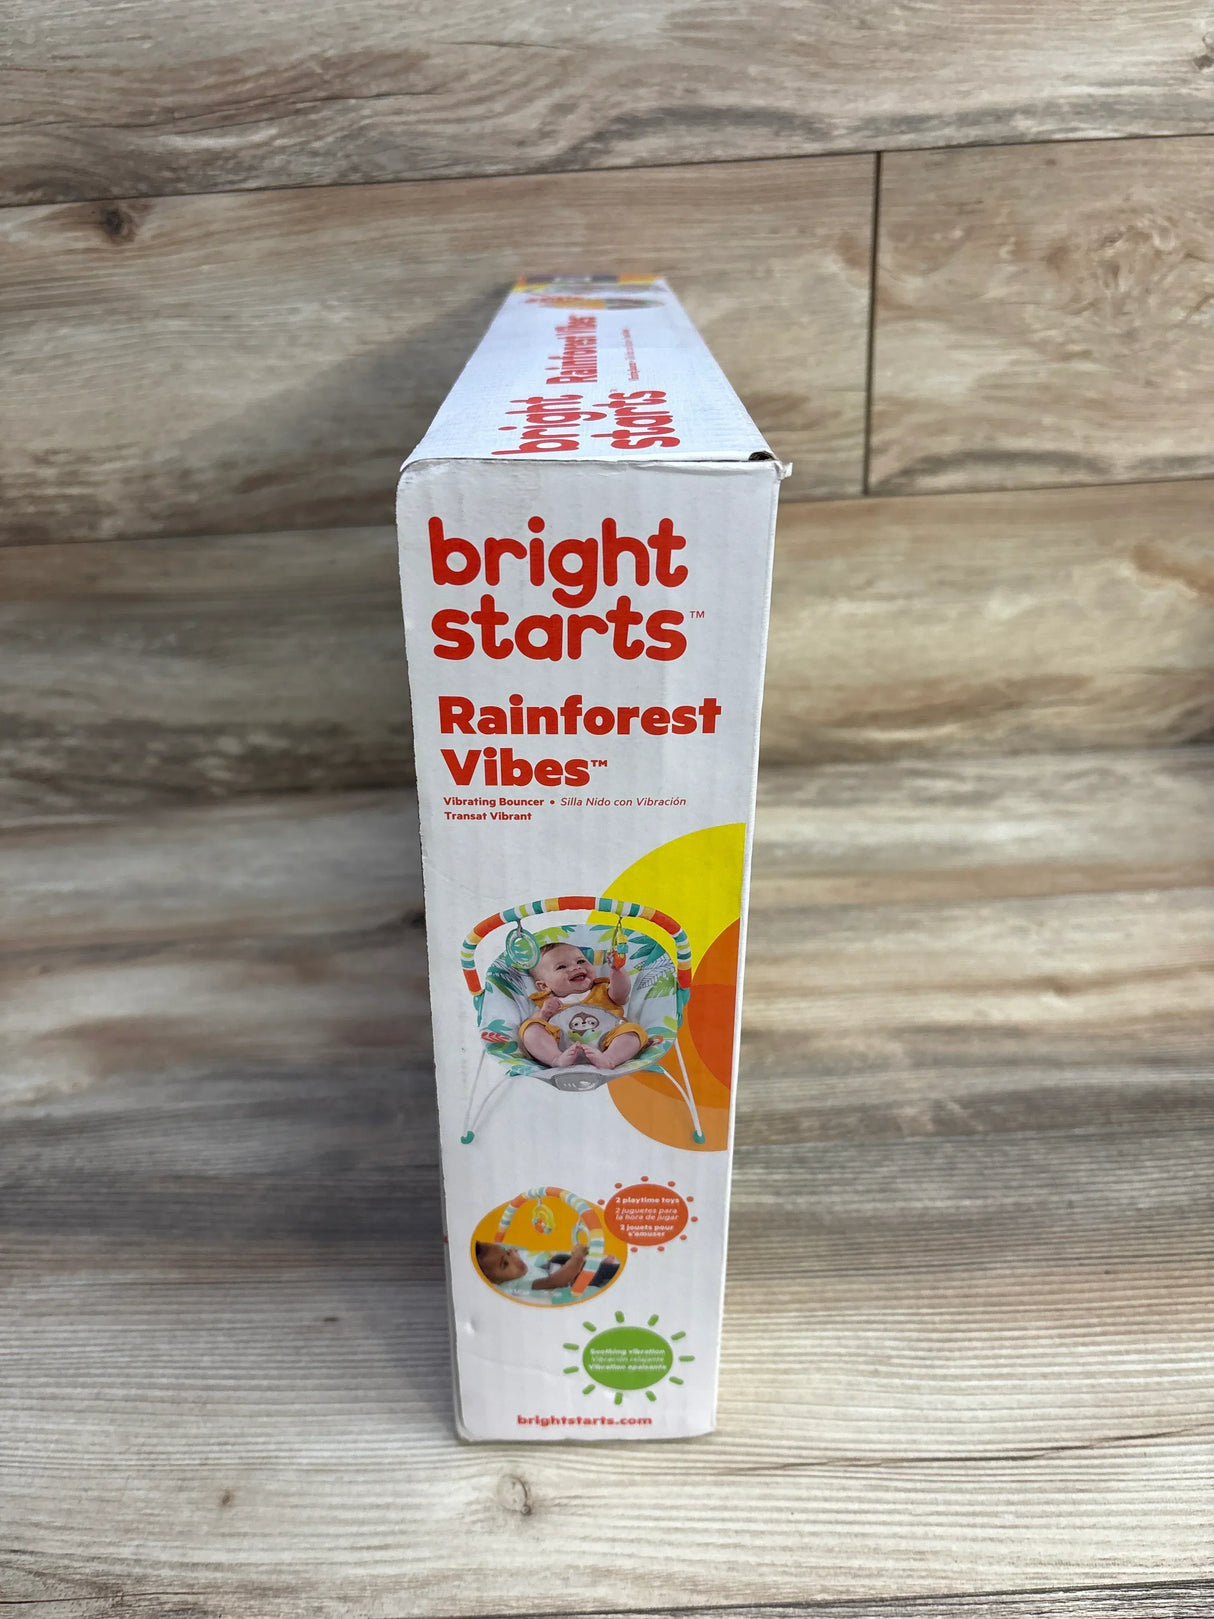 bright
starts
Rainforest Vibes
bright
starts™
Rainforest
Vibes™
Vibrating Bouncer • Silla Nido con Vibración
Transat Vibrant
2 playtime toys
2 juguetes para
la hora de jugar
2 jouets pour
s'amuser
Soothing vibration
Vibración relajante
Vibration apaisante
brightstarts.com